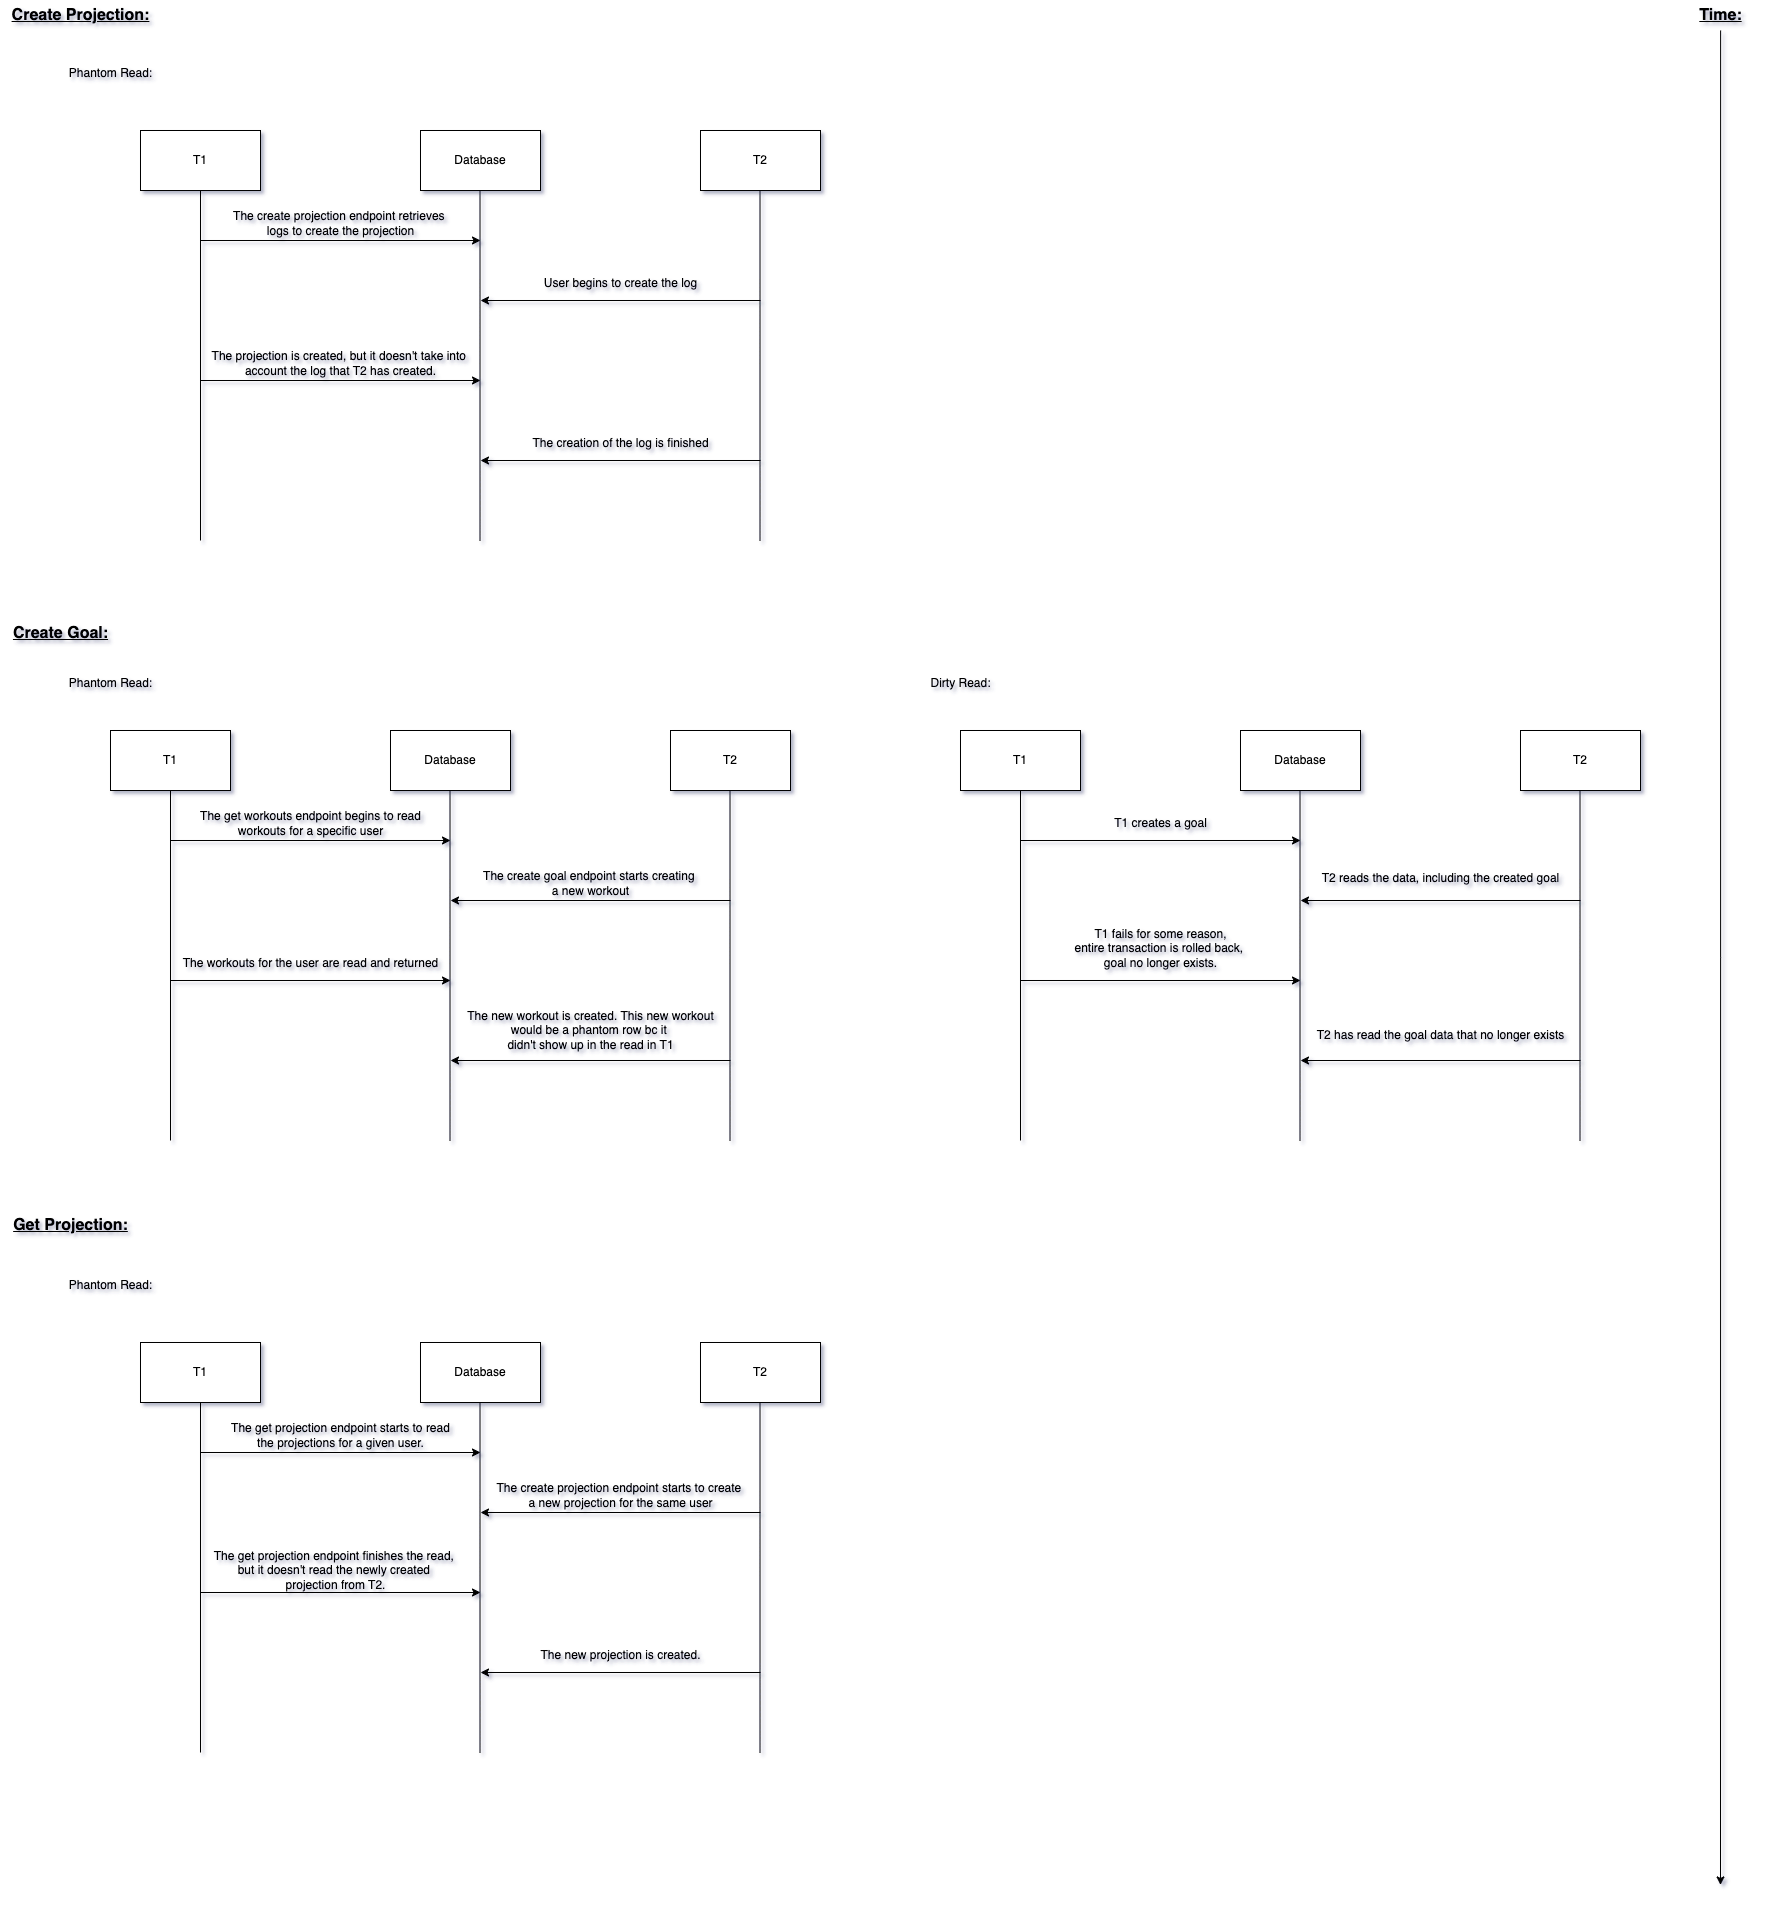 Create Projection:
Time:
Phantom Read:
T1
Database
T2
The create projection endpoint retrieves
logs to create the projection
User begins to create the log
The projection is created, but it doesn't take into
account the log that T2 has created.
The creation of the log is finished
Create Goal:
Phantom Read:
T1
Database
T2
The get workouts endpoint begins to read
workouts for a specific user
The create goal endpoint starts creating
a new workout
The workouts for the user are read and returned
The new workout is created. This new workout
would be a phantom row bc it
didn't show up in the read in T1
Dirty Read:
T1
Database
T2
T1 creates a goal
T2 reads the data, including the created goal
T1 fails for some reason,
entire transaction is rolled back,
goal no longer exists.
T2 has read the goal data that no longer exists
Get Projection:
Phantom Read:
T1
Database
T2
The get projection endpoint starts to read
the projections for a given user.
The create projection endpoint starts to create
a new projection for the same user
The get projection endpoint finishes the read,
but it doesn't read the newly created
projection from T2.
The new projection is created.